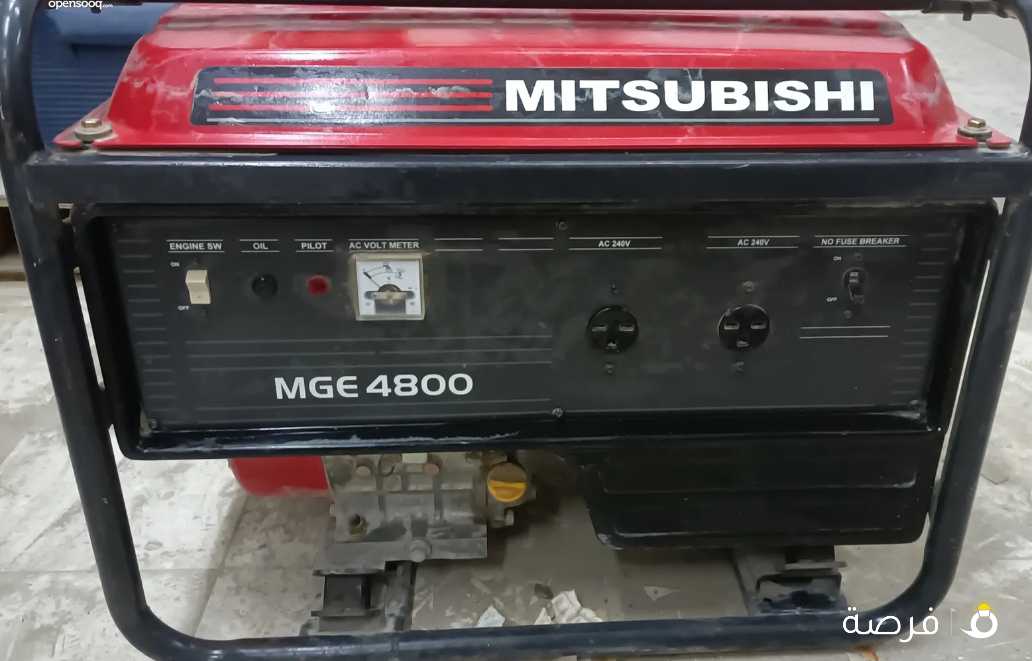 opensooq.com
MITSUBISHI
ENGINE SW
OIL
PILOT
AC VOLT METER
AC 240V
AC 240V
NO FUSE BREAKER
ON
OFF
ON
OFF
MGE 4800
فرصة